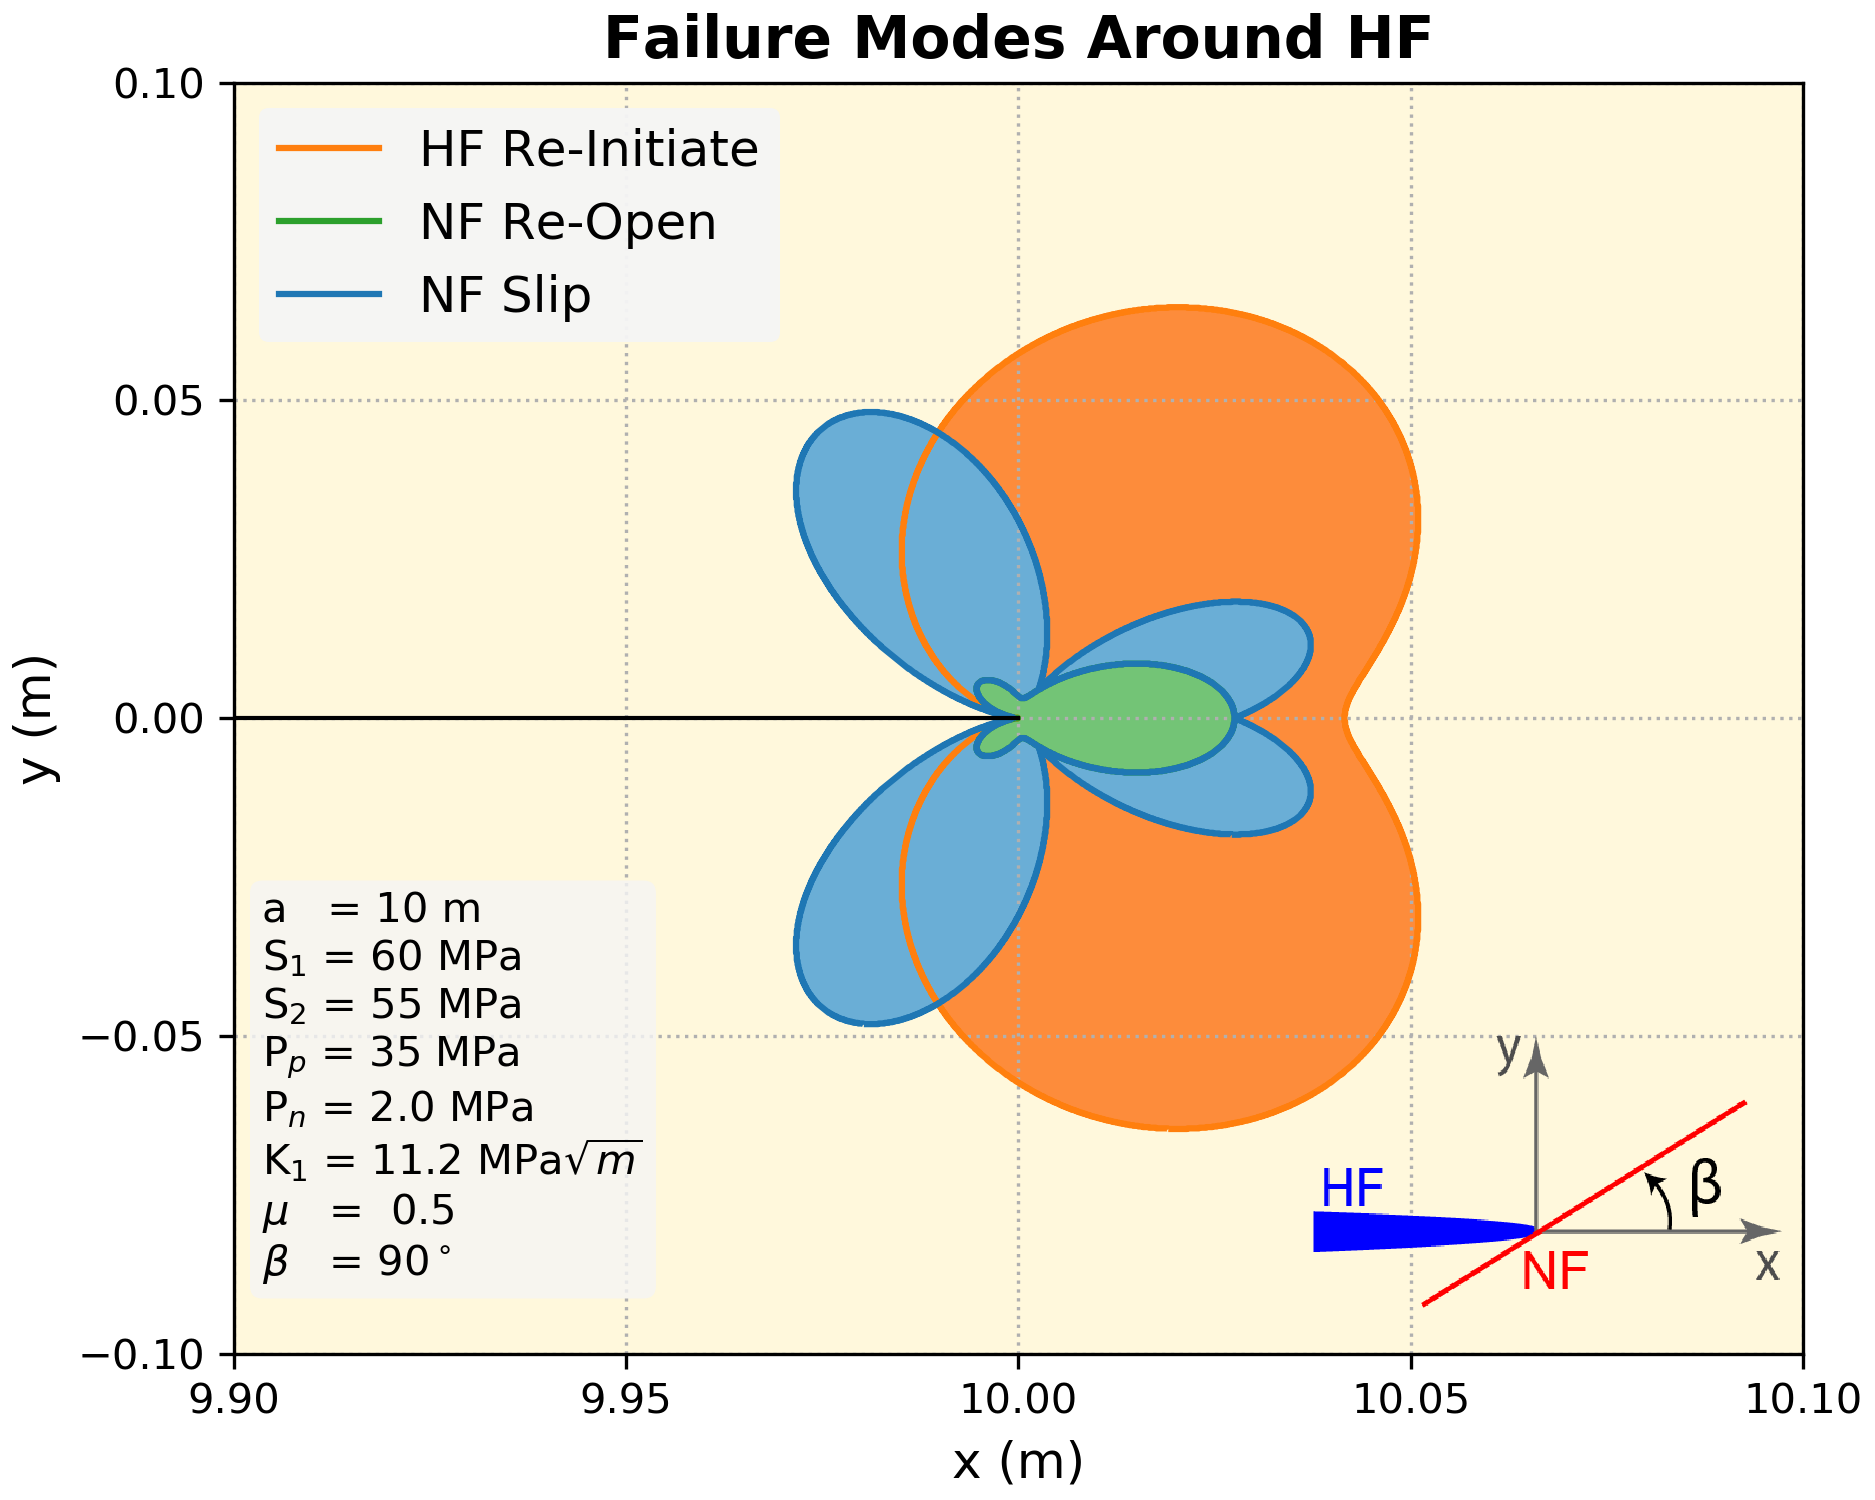 Failure Modes Around HF
0.10
0.05
0.00
−0.05
−0.10
y (m)
HF Re-Initiate
NF Re-Open
NF Slip
a = 10 m
S₁ = 60 MPa
S₂ = 55 MPa
Pₚ = 35 MPa
Pₙ = 2.0 MPa
K₁ = 11.2 MPa√m
μ = 0.5
β = 90°
y
HF
β
NF
x
9.90 9.95 10.00 10.05 10.10
x (m)